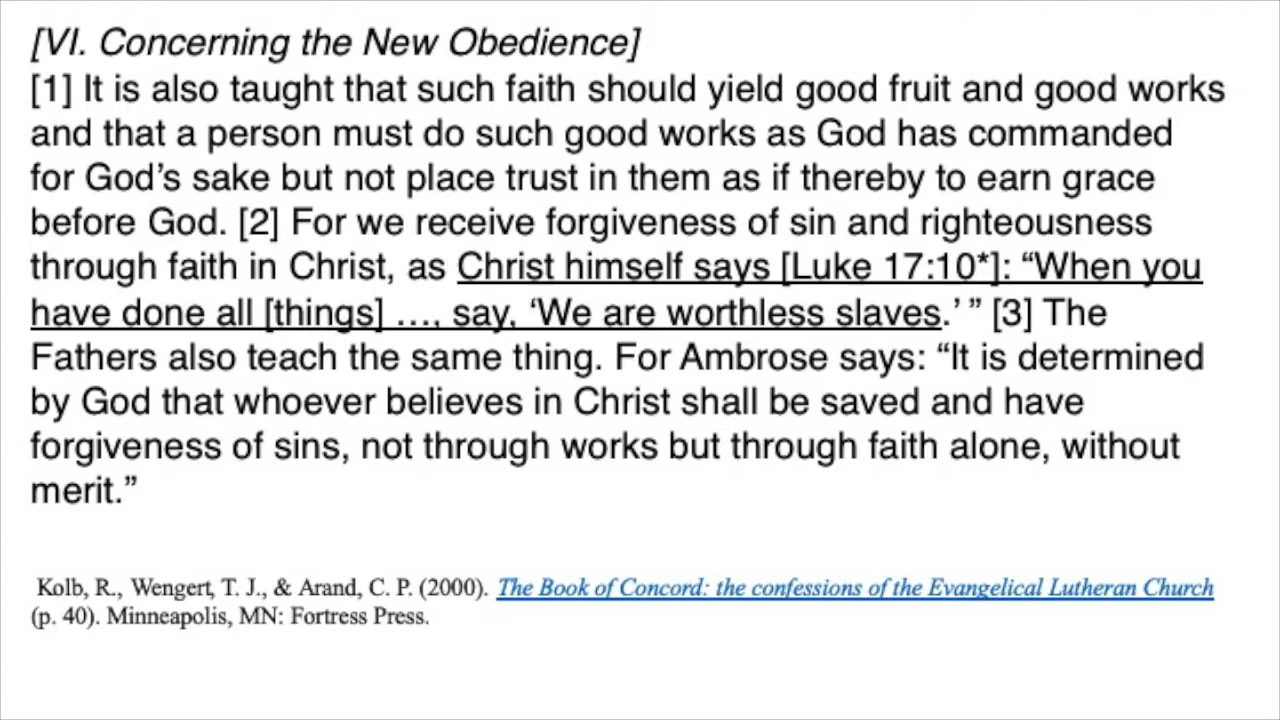 [VI. Concerning the New Obedience]
[1] It is also taught that such faith should yield good fruit and good works
and that a person must do such good works as God has commanded
for God’s sake but not place trust in them as if thereby to earn grace
before God. [2] For we receive forgiveness of sin and righteousness
through faith in Christ, as Christ himself says [Luke 17:10*]: “When you
have done all [things] …, say, ‘We are worthless slaves.’ ” [3] The
Fathers also teach the same thing. For Ambrose says: “It is determined
by God that whoever believes in Christ shall be saved and have
forgiveness of sins, not through works but through faith alone, without
merit.”
Kolb, R., Wengert, T. J., & Arand, C. P. (2000). The Book of Concord: the confessions of the Evangelical Lutheran Church
(p. 40). Minneapolis, MN: Fortress Press.